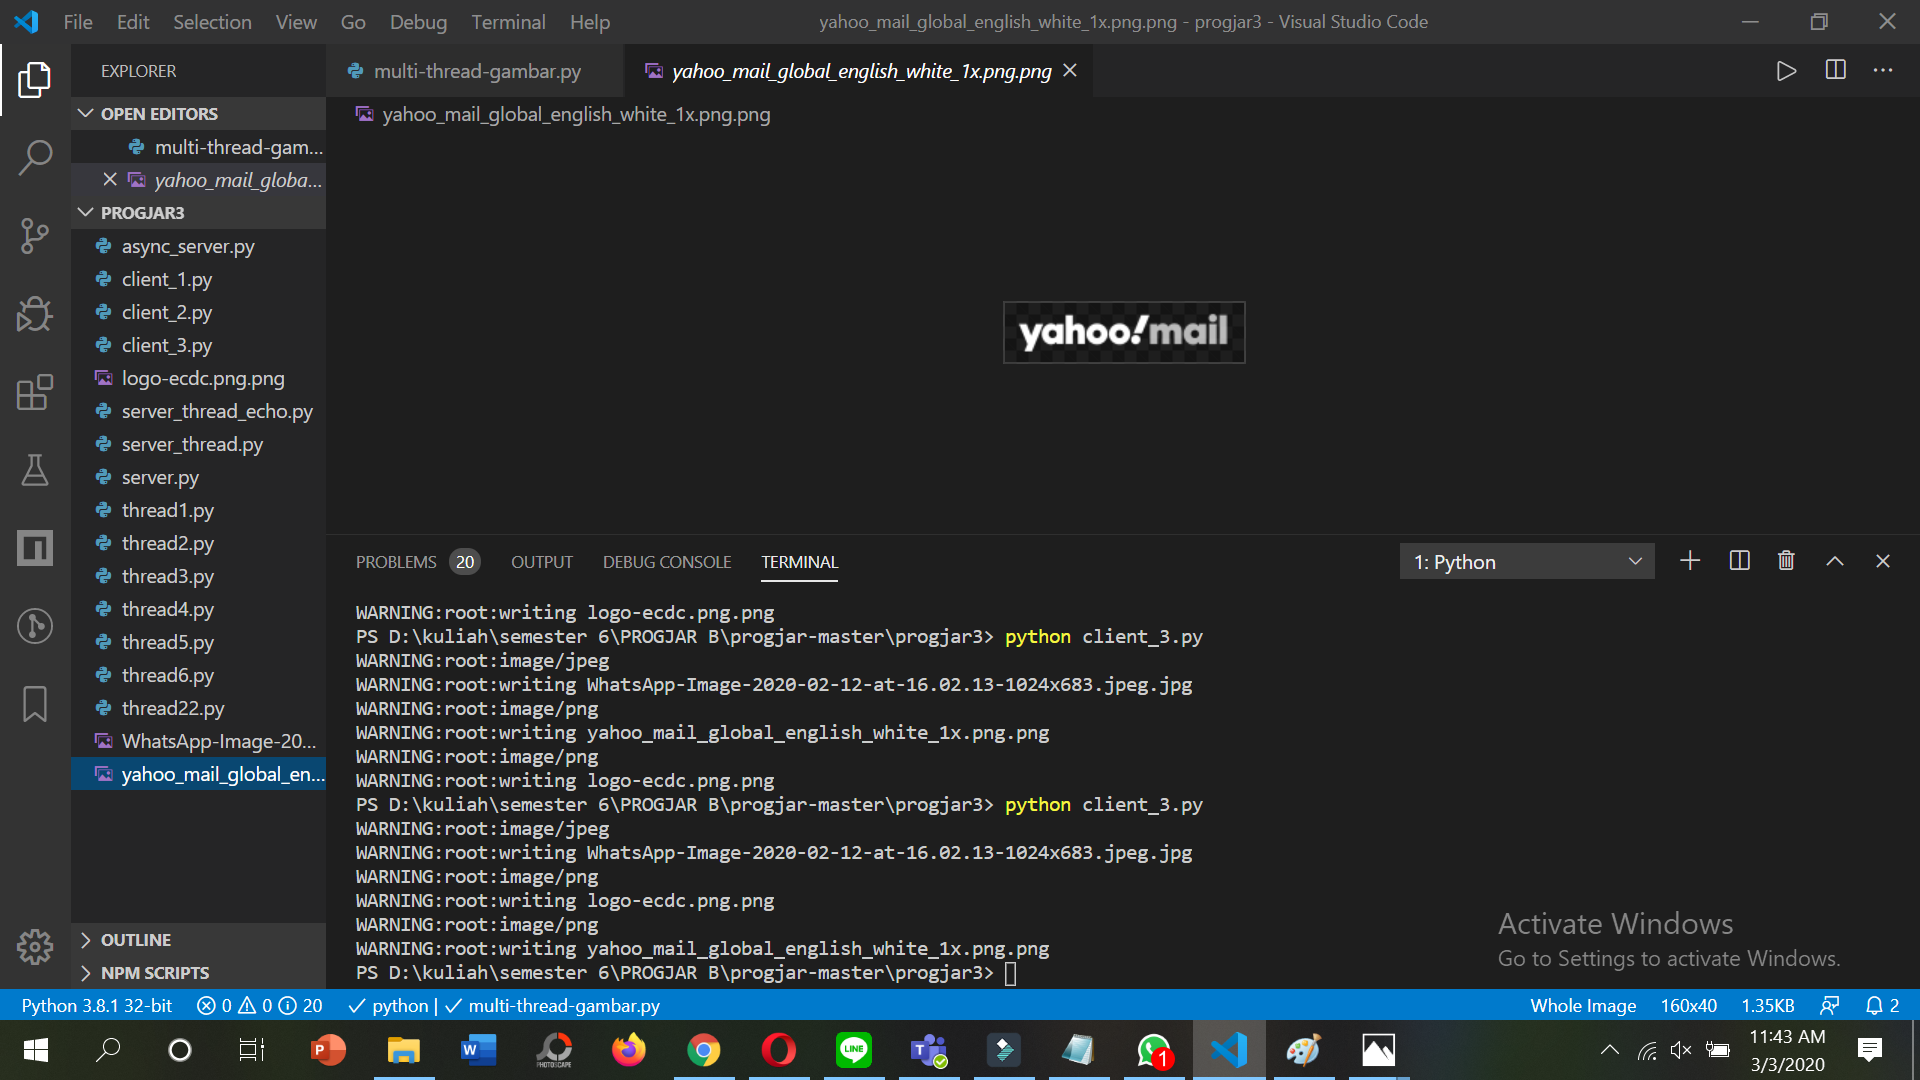 File Edit Selection View Go Debug Terminal Help
yahoo_mail_global_english_white_1x.png.png - progjar3 - Visual Studio Code
EXPLORER
multi-thread-gambar.py
yahoo_mail_global_english_white_1x.png.png
OPEN EDITORS
multi-thread-gam...
yahoo_mail_globa...
PROGJAR3
async_server.py
client_1.py
client_2.py
client_3.py
logo-ecdc.png.png
server_thread_echo.py
server_thread.py
server.py
thread1.py
thread2.py
thread3.py
thread4.py
thread5.py
thread6.py
thread22.py
WhatsApp-Image-20...
yahoo_mail_global_en...
OUTLINE
NPM SCRIPTS
yahoo_mail_global_english_white_1x.png.png
yahoo!mail
PROBLEMS 20 OUTPUT DEBUG CONSOLE TERMINAL
1: Python
WARNING:root:writing logo-ecdc.png.png
PS D:\kuliah\semester 6\PROGJAR B\progjar-master\progjar3> python client_3.py
WARNING:root:image/jpeg
WARNING:root:writing WhatsApp-Image-2020-02-12-at-16.02.13-1024x683.jpeg.jpg
WARNING:root:image/png
WARNING:root:writing yahoo_mail_global_english_white_1x.png.png
WARNING:root:image/png
WARNING:root:writing logo-ecdc.png.png
PS D:\kuliah\semester 6\PROGJAR B\progjar-master\progjar3> python client_3.py
WARNING:root:image/jpeg
WARNING:root:writing WhatsApp-Image-2020-02-12-at-16.02.13-1024x683.jpeg.jpg
WARNING:root:image/png
WARNING:root:writing logo-ecdc.png.png
WARNING:root:image/png
WARNING:root:writing yahoo_mail_global_english_white_1x.png.png
PS D:\kuliah\semester 6\PROGJAR B\progjar-master\progjar3>
Activate Windows
Go to Settings to activate Windows.
Python 3.8.1 32-bit 0 0 20 python | multi-thread-gambar.py
Whole Image 160x40 1.35KB 2
P W PHOTOSCAPE LINE T 1
11:43 AM
3/3/2020